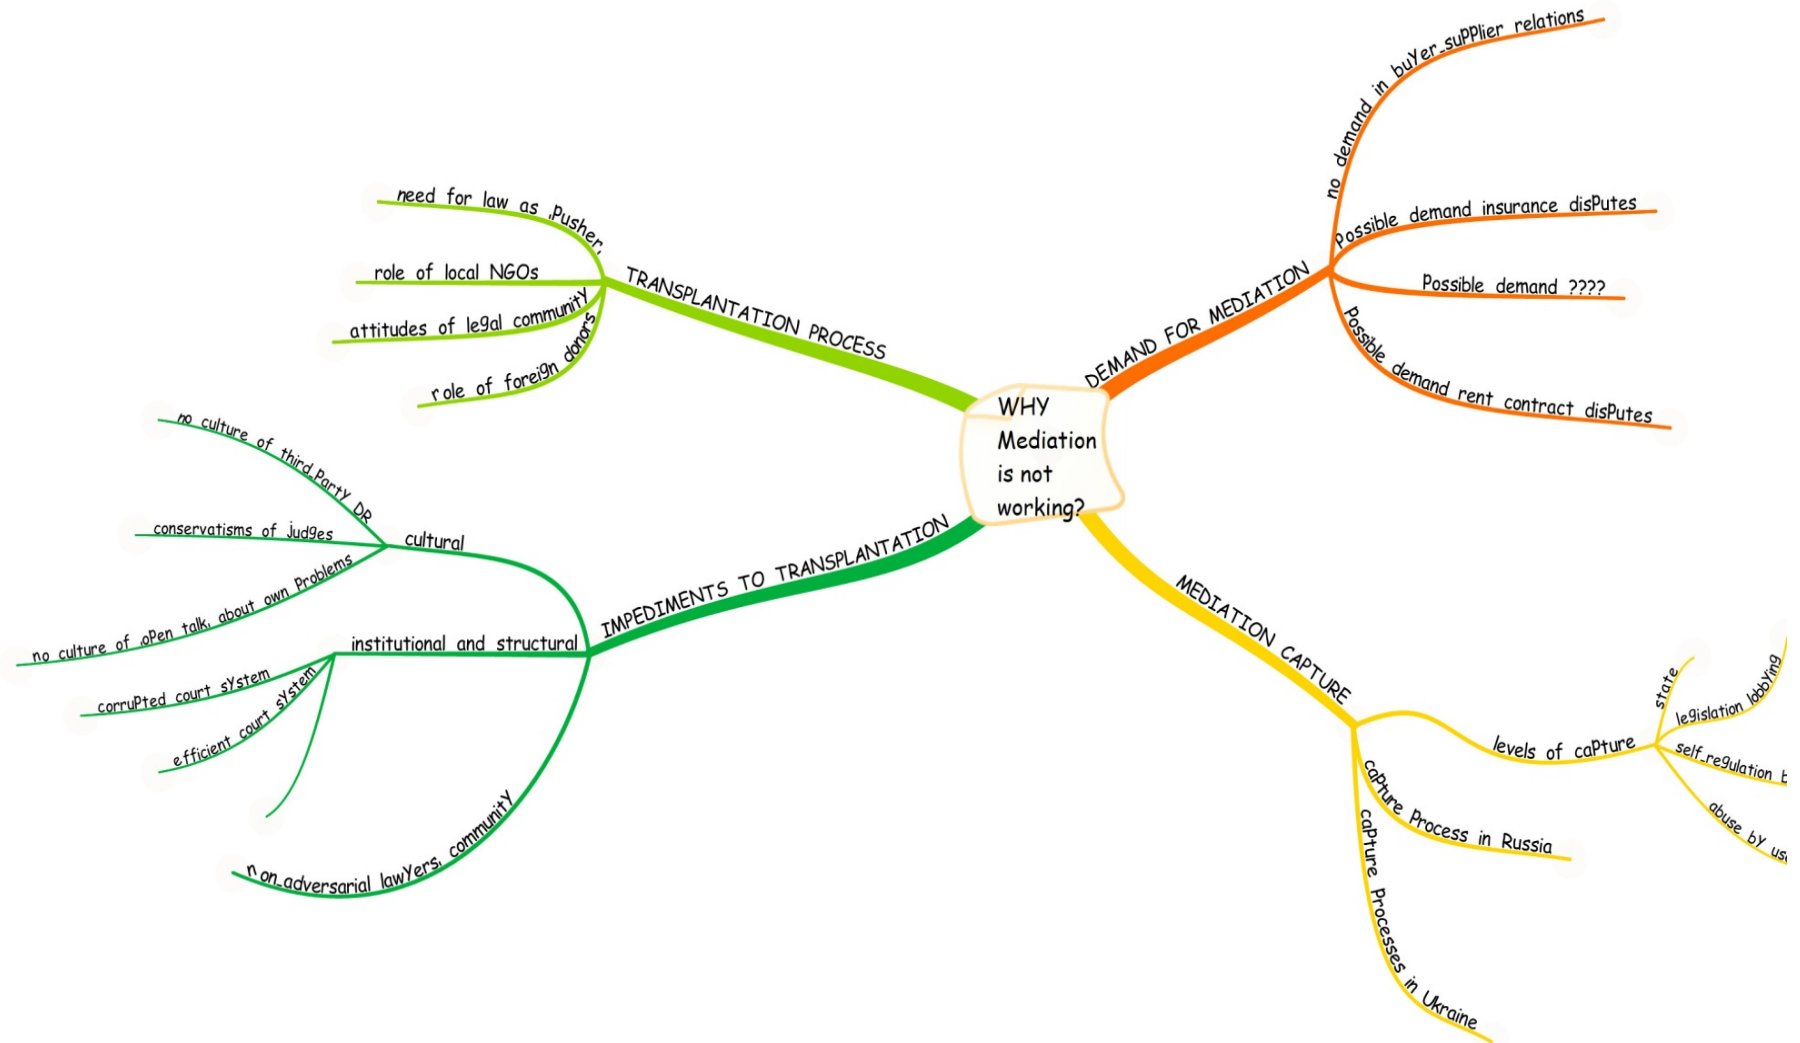 WHY
Mediation
is not
working?
DEMAND FOR MEDIATION
no demand in buyer-supplier relations
Possible demand insurance disputes
Possible demand ????
Possible demand rent contract disputes
MEDIATION CAPTURE
levels of capture
state
legislation lobbying
self-regulation
abuse by
capture Process in Russia
capture Processes in Ukraine
IMPEDIMENTS TO TRANSPLANTATION
cultural
no culture of third-party DR
conservatisms of judges
no culture of ,open talk, about own Problems
institutional and structural
corrupted court system
efficient court system
non-adversarial lawyers, community
TRANSPLANTATION PROCESS
need for law as ,Pusher,
role of local NGOs
attitudes of legal community
role of foreign donors